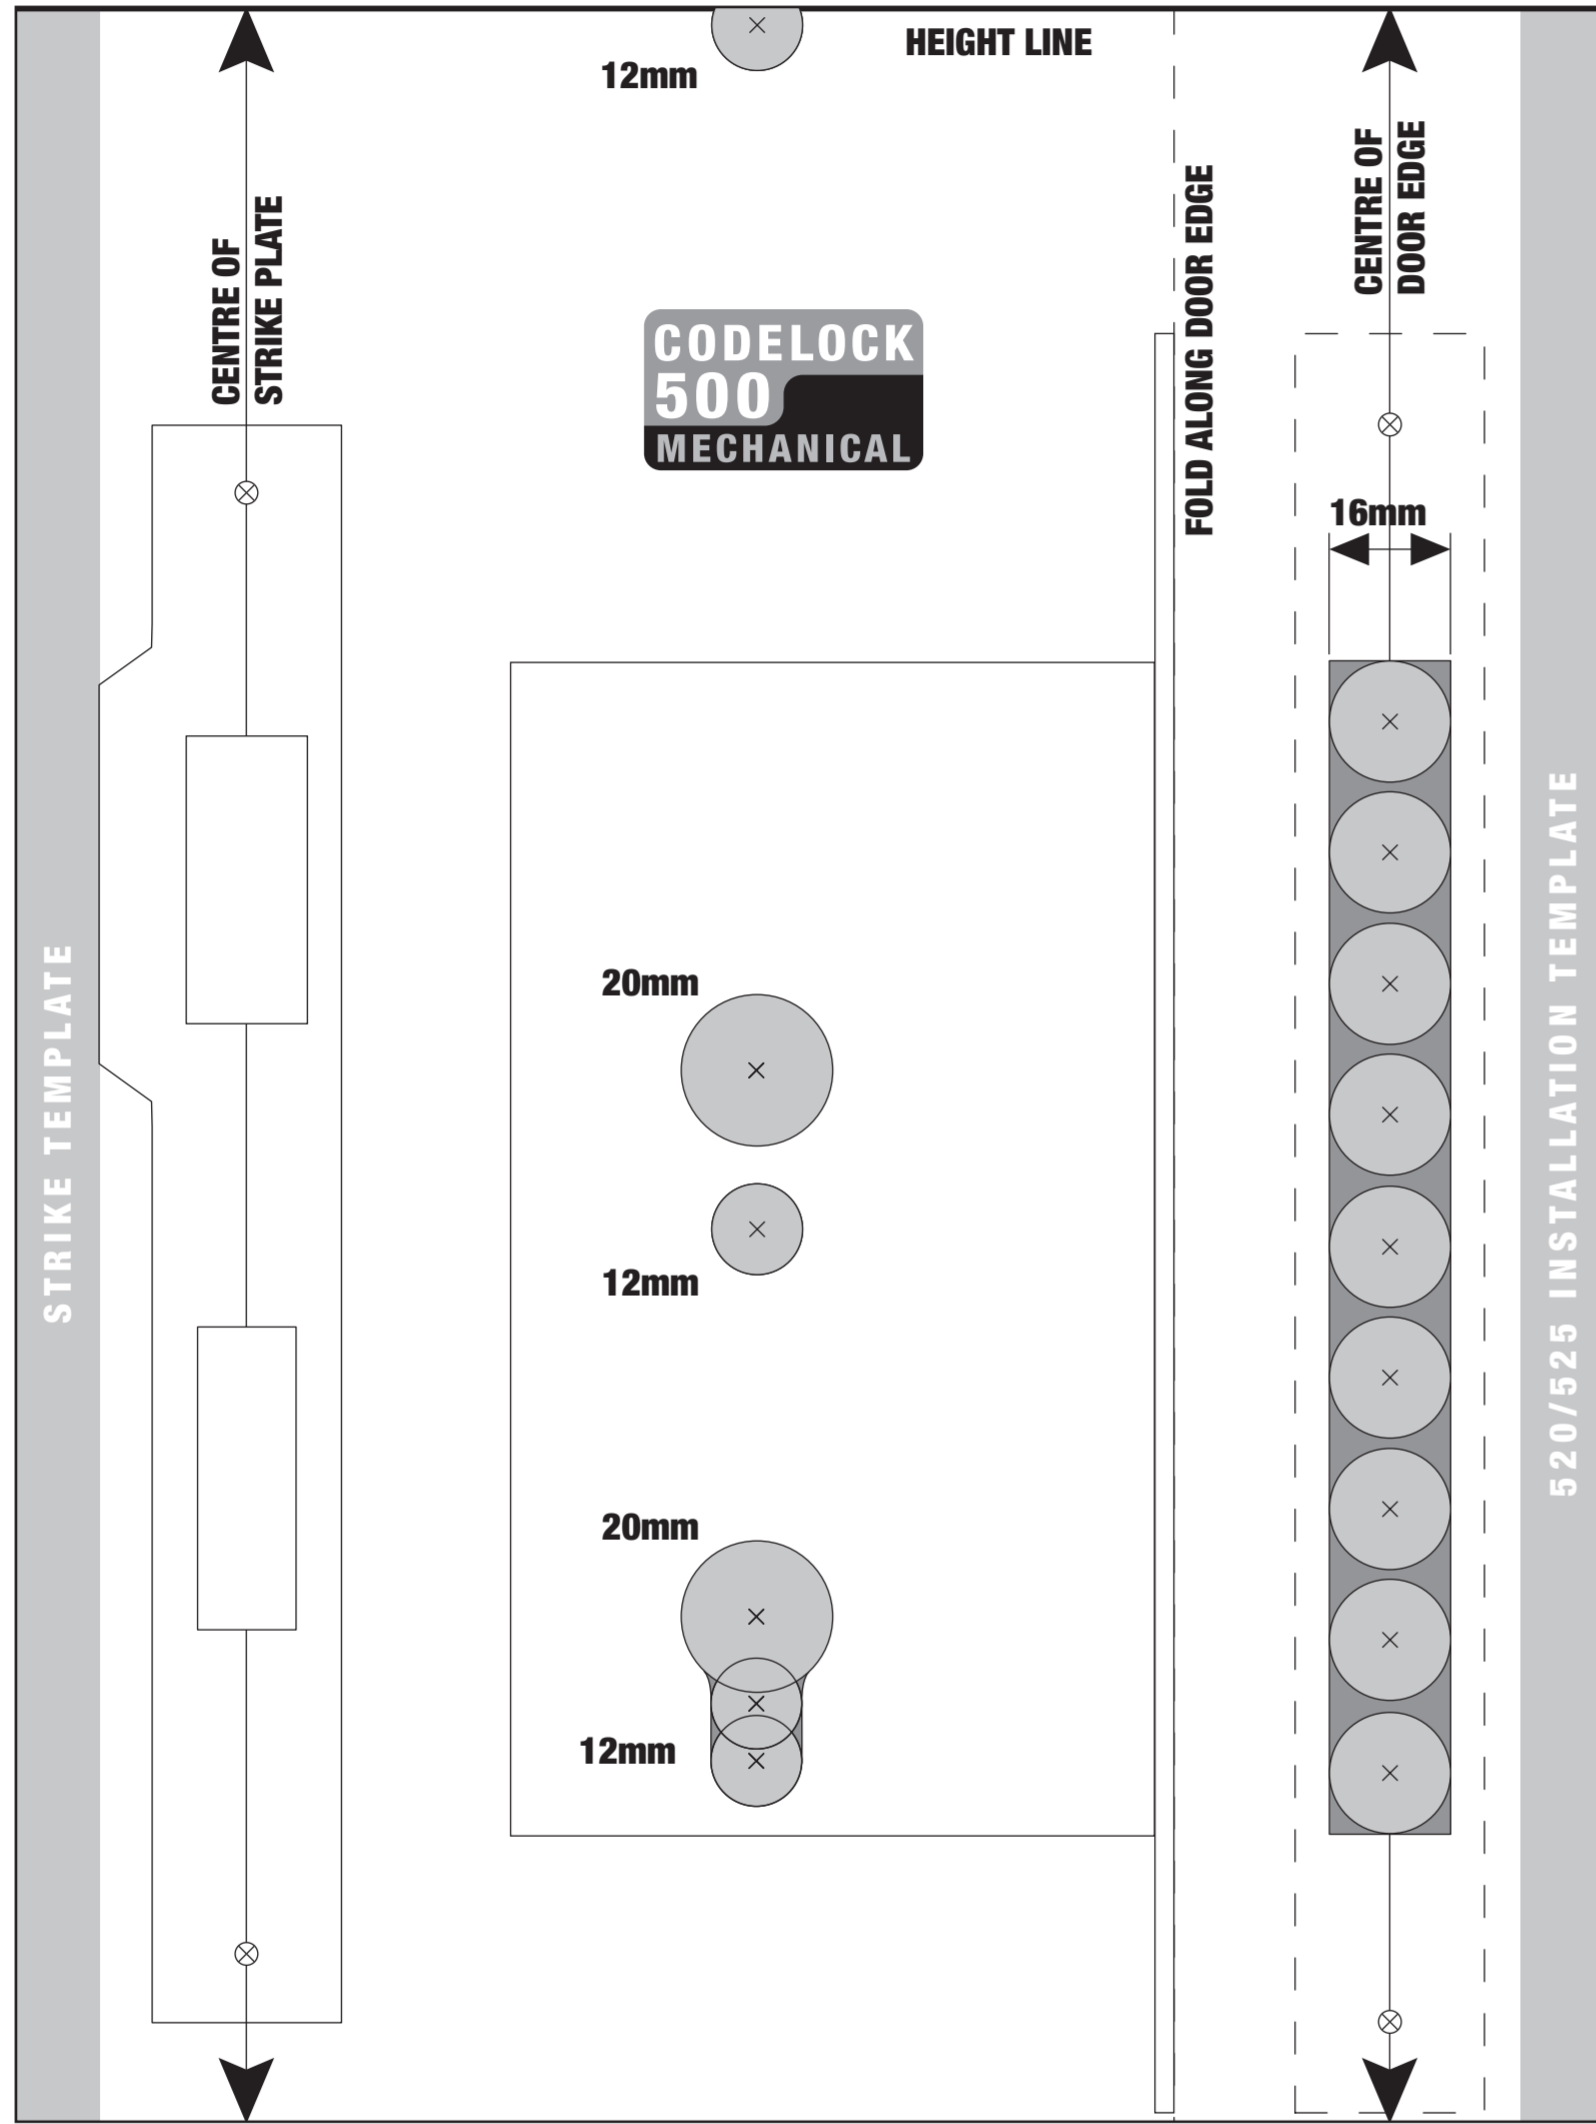 HEIGHT LINE
12mm
CENTRE OF
STRIKE PLATE
FOLD ALONG DOOR EDGE
CENTRE OF
DOOR EDGE
CODELOCK
500
MECHANICAL
16mm
20mm
12mm
20mm
12mm
STRIKE TEMPLATE
520/525 INSTALLATION TEMPLATE